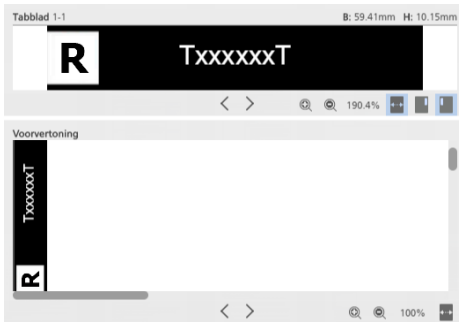 Tabblad 1-1 B: 59.41mm H: 10.15mm
R TxxxxxxT
190.4%
Voorvertoning
TxxxxxxT
R
100%